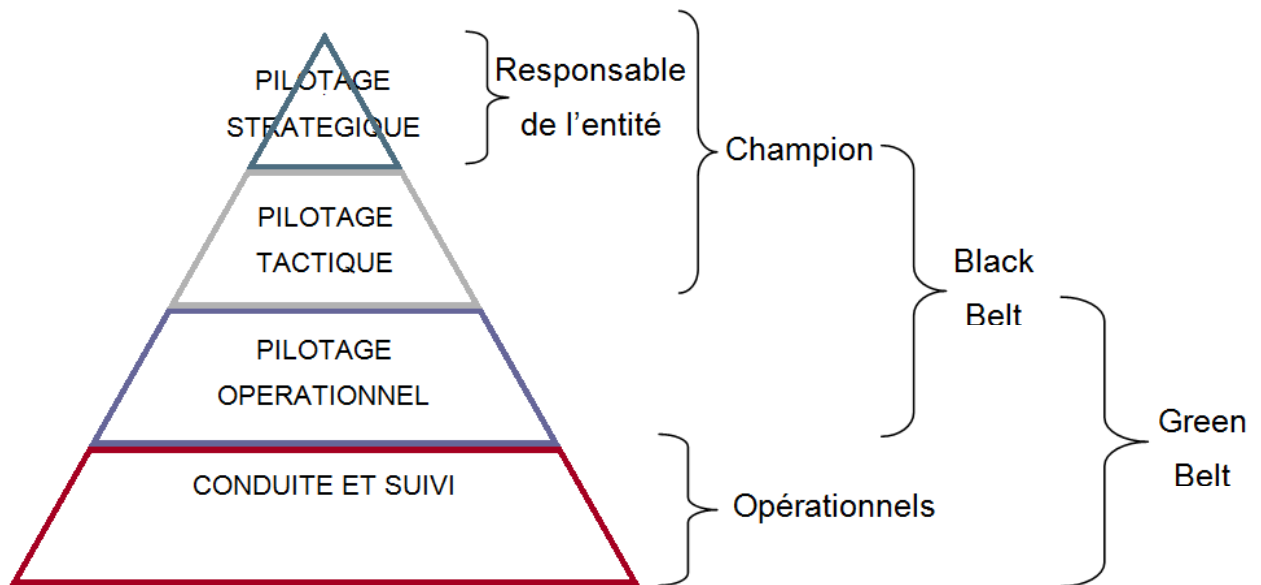 PILOTAGE
STRATEGIQUE
Responsable
de l'entité
Champion
PILOTAGE
TACTIQUE
Black
Belt
PILOTAGE
OPERATIONNEL
Green
Belt
CONDUITE ET SUIVI
Opérationnels